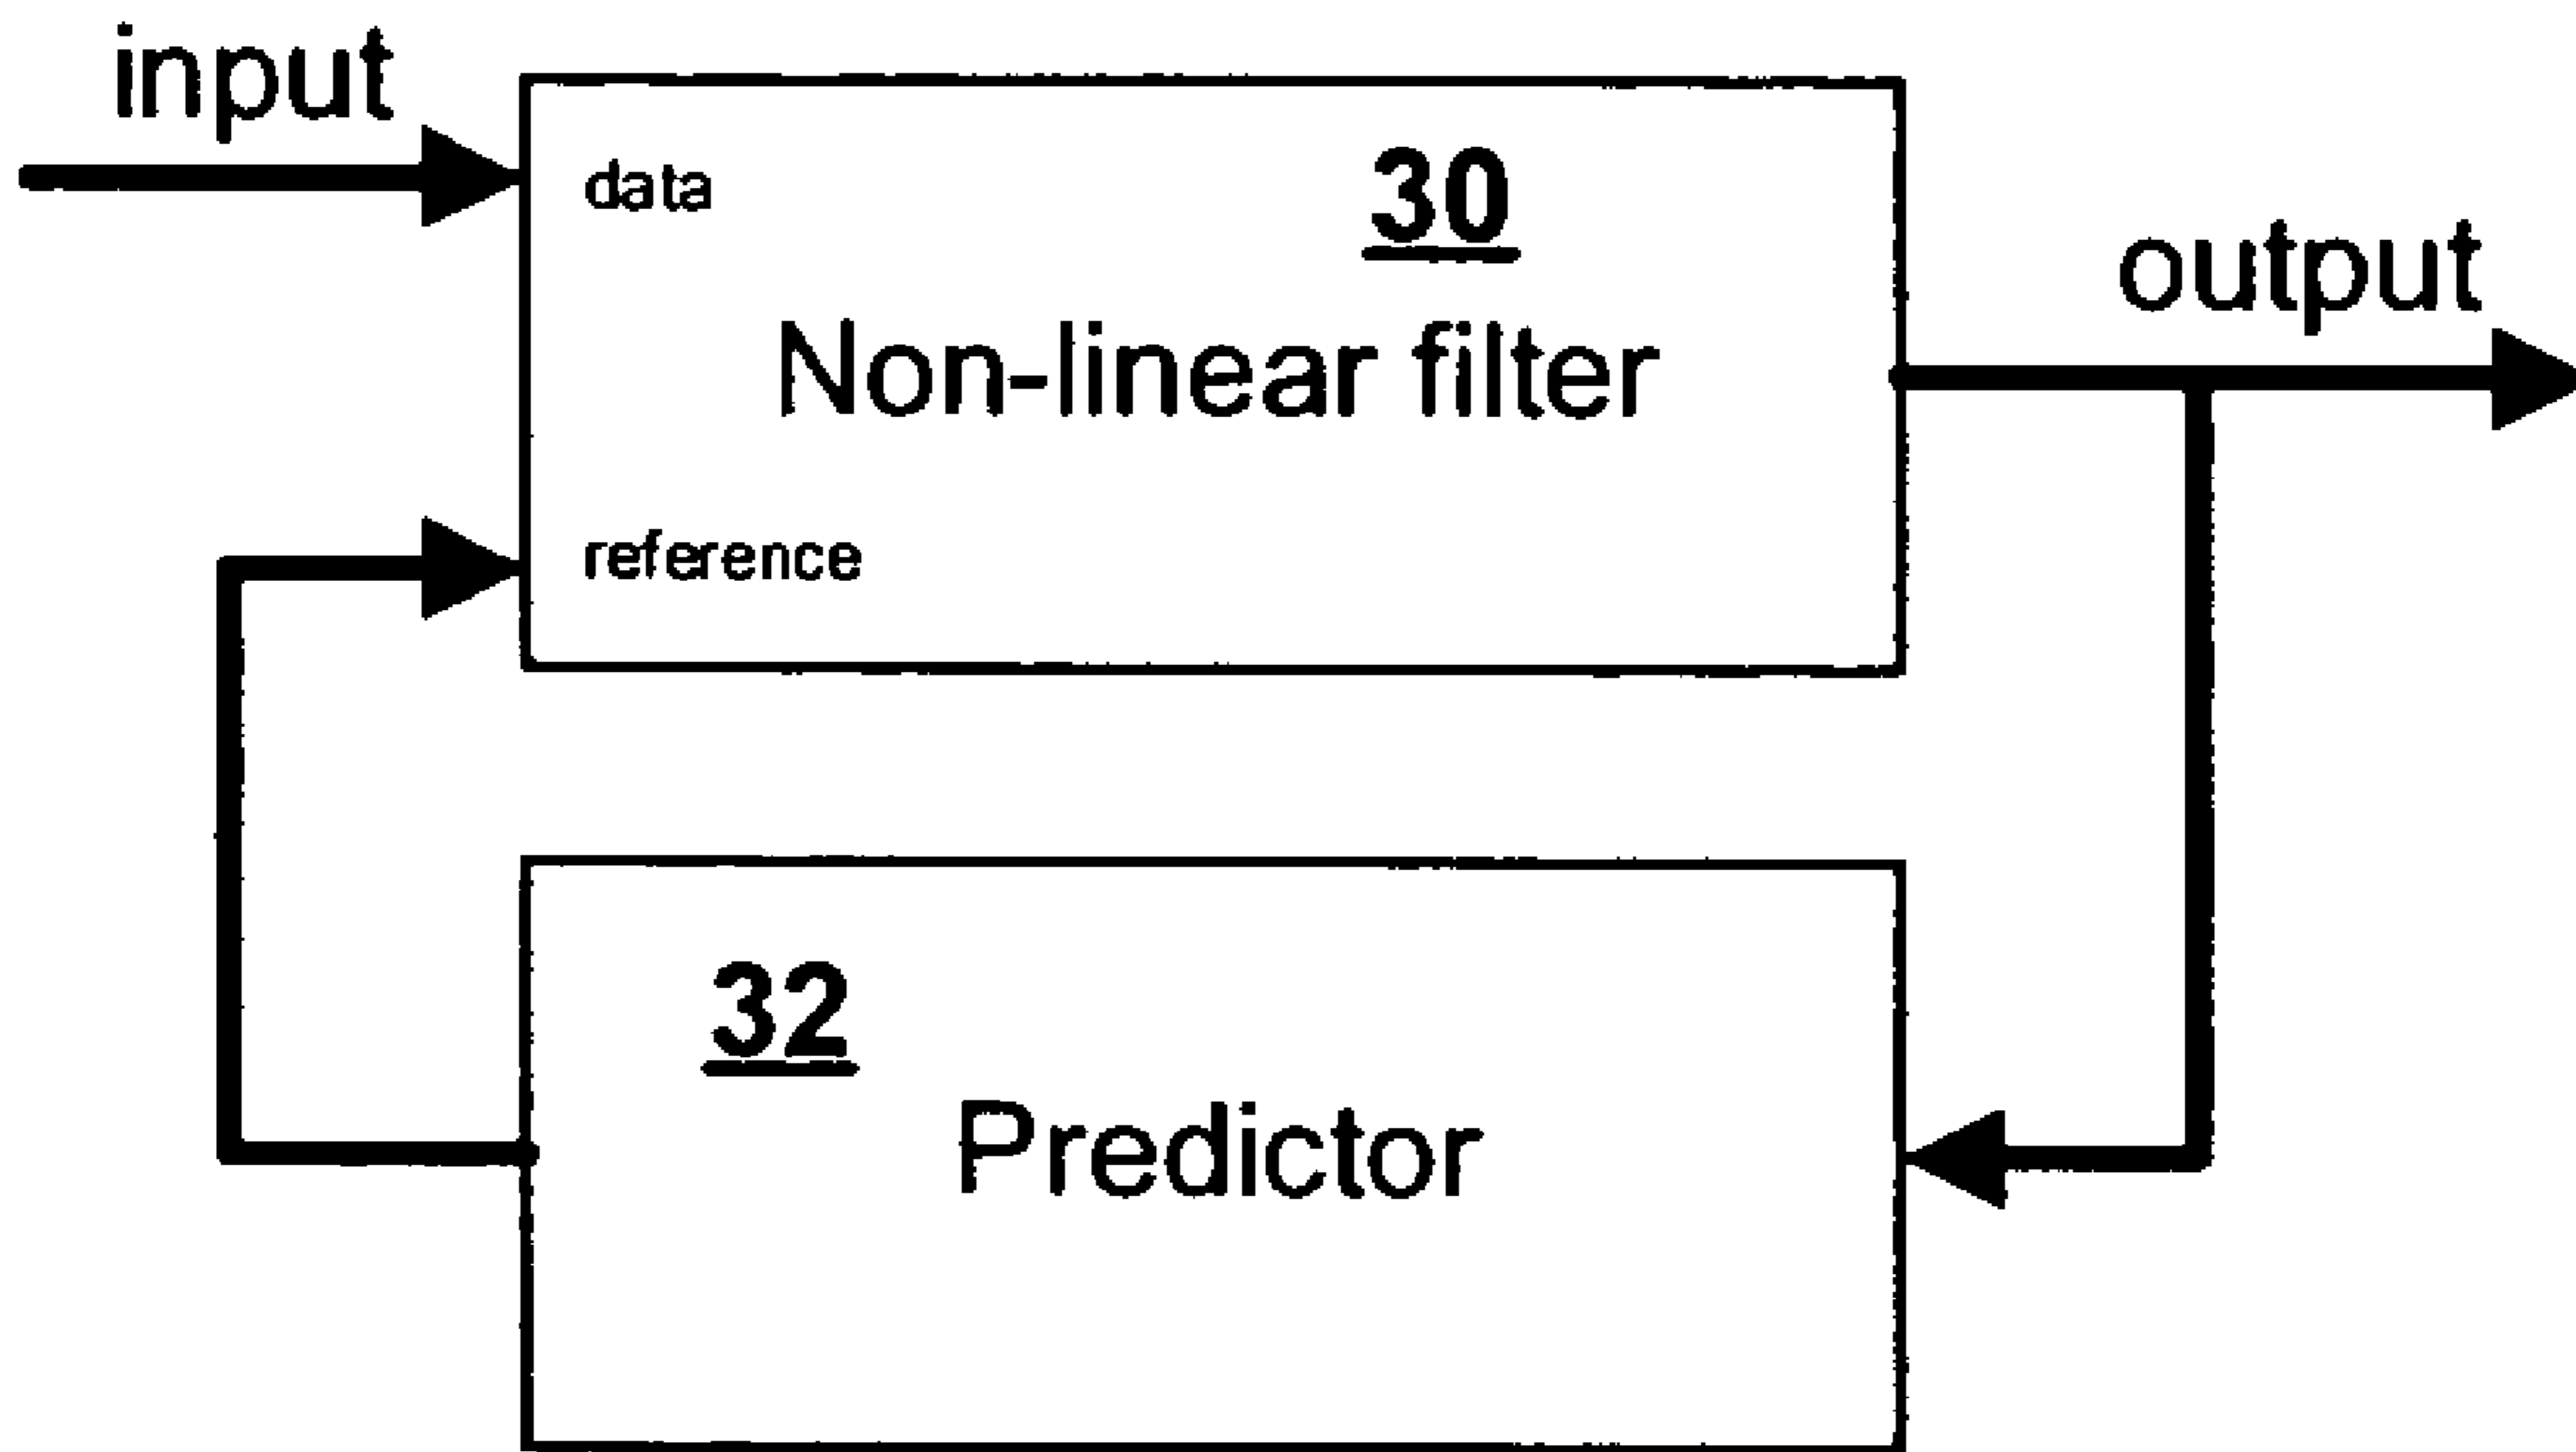 input
data
30
output
Non-linear filter
reference
32
Predictor